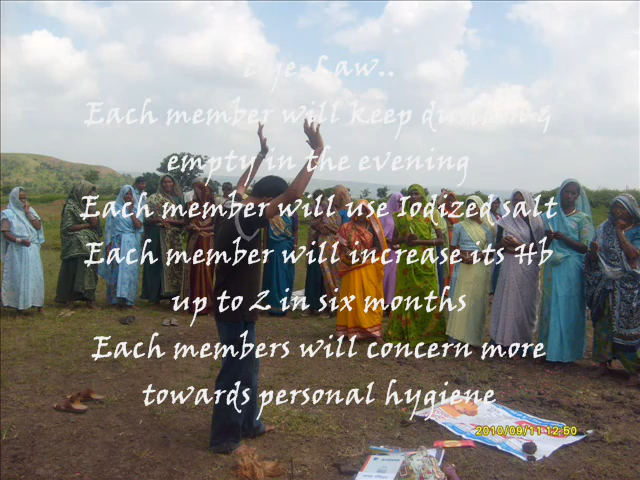 Bye-Law..
Each member will keep dustbin
empty in the evening
Each member will use Iodized salt
Each member will increase its Hb
up to 2 in six months
Each members will concern more
towards personal hygiene
2010/09/11 12:50